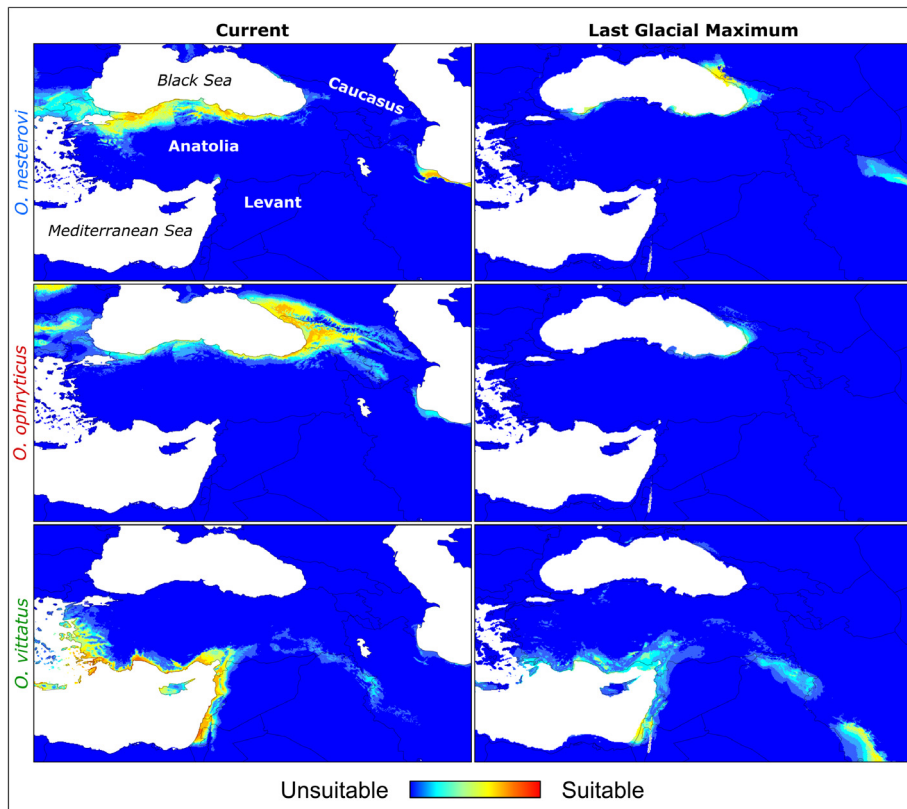 Current
Last Glacial Maximum
Black Sea
Caucasus
Anatolia
Levant
Mediterranean Sea
O. nesterovi
O. ophryticus
O. vittatus
Unsuitable
Suitable